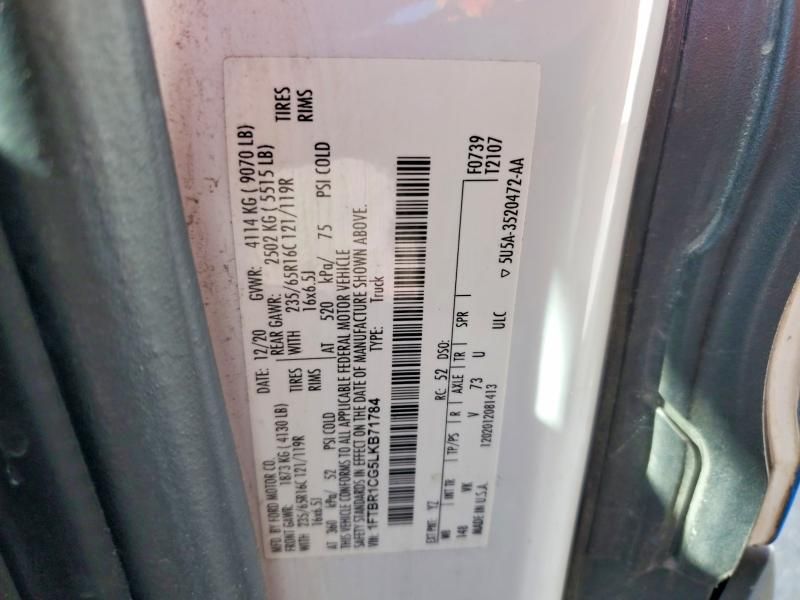 MFD. BY FORD MOTOR CO.
DATE: 12/20
GVWR: 4114 KG ( 9070 LB)
FRONT GAWR: 1873 KG ( 4130 LB)
REAR GAWR: 2502 KG ( 5515 LB)
WITH 235/65R16C 121/119R TIRES
WITH 235/65R16C 121/119R TIRES
16x6.5J RIMS
16x6.5J RIMS
AT 360 kPa/ 52 PSI COLD
AT 520 kPa/ 75 PSI COLD
THIS VEHICLE CONFORMS TO ALL APPLICABLE FEDERAL MOTOR VEHICLE
SAFETY STANDARDS IN EFFECT ON THE DATE OF MANUFACTURE SHOWN ABOVE.
VIN: 1FTBR1CG5LKB71784
TYPE: Truck
F0739
T2107
EXT PNT: YZ RC: 52 DSO:
WB INT TR TP/PS R AXLE TR SPR
148 VK V 73 U
MADE IN U.S.A. 1202012081413 ULC
▽ 5U5A-3520472-AA